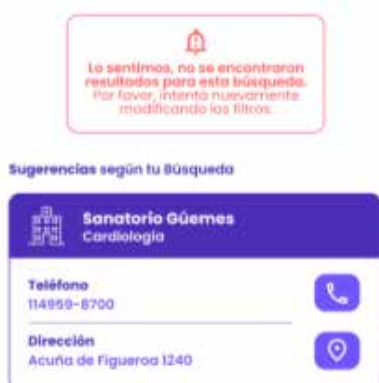 Lo sentimos, no se encontraron
resultados para esta búsqueda.
Por favor, intentá nuevamente
modificando los filtros.
Sugerencias según tu Búsqueda
Sanatorio Güemes
Cardiología
Teléfono
114959-8700
Dirección
Acuña de Figueroa 1240